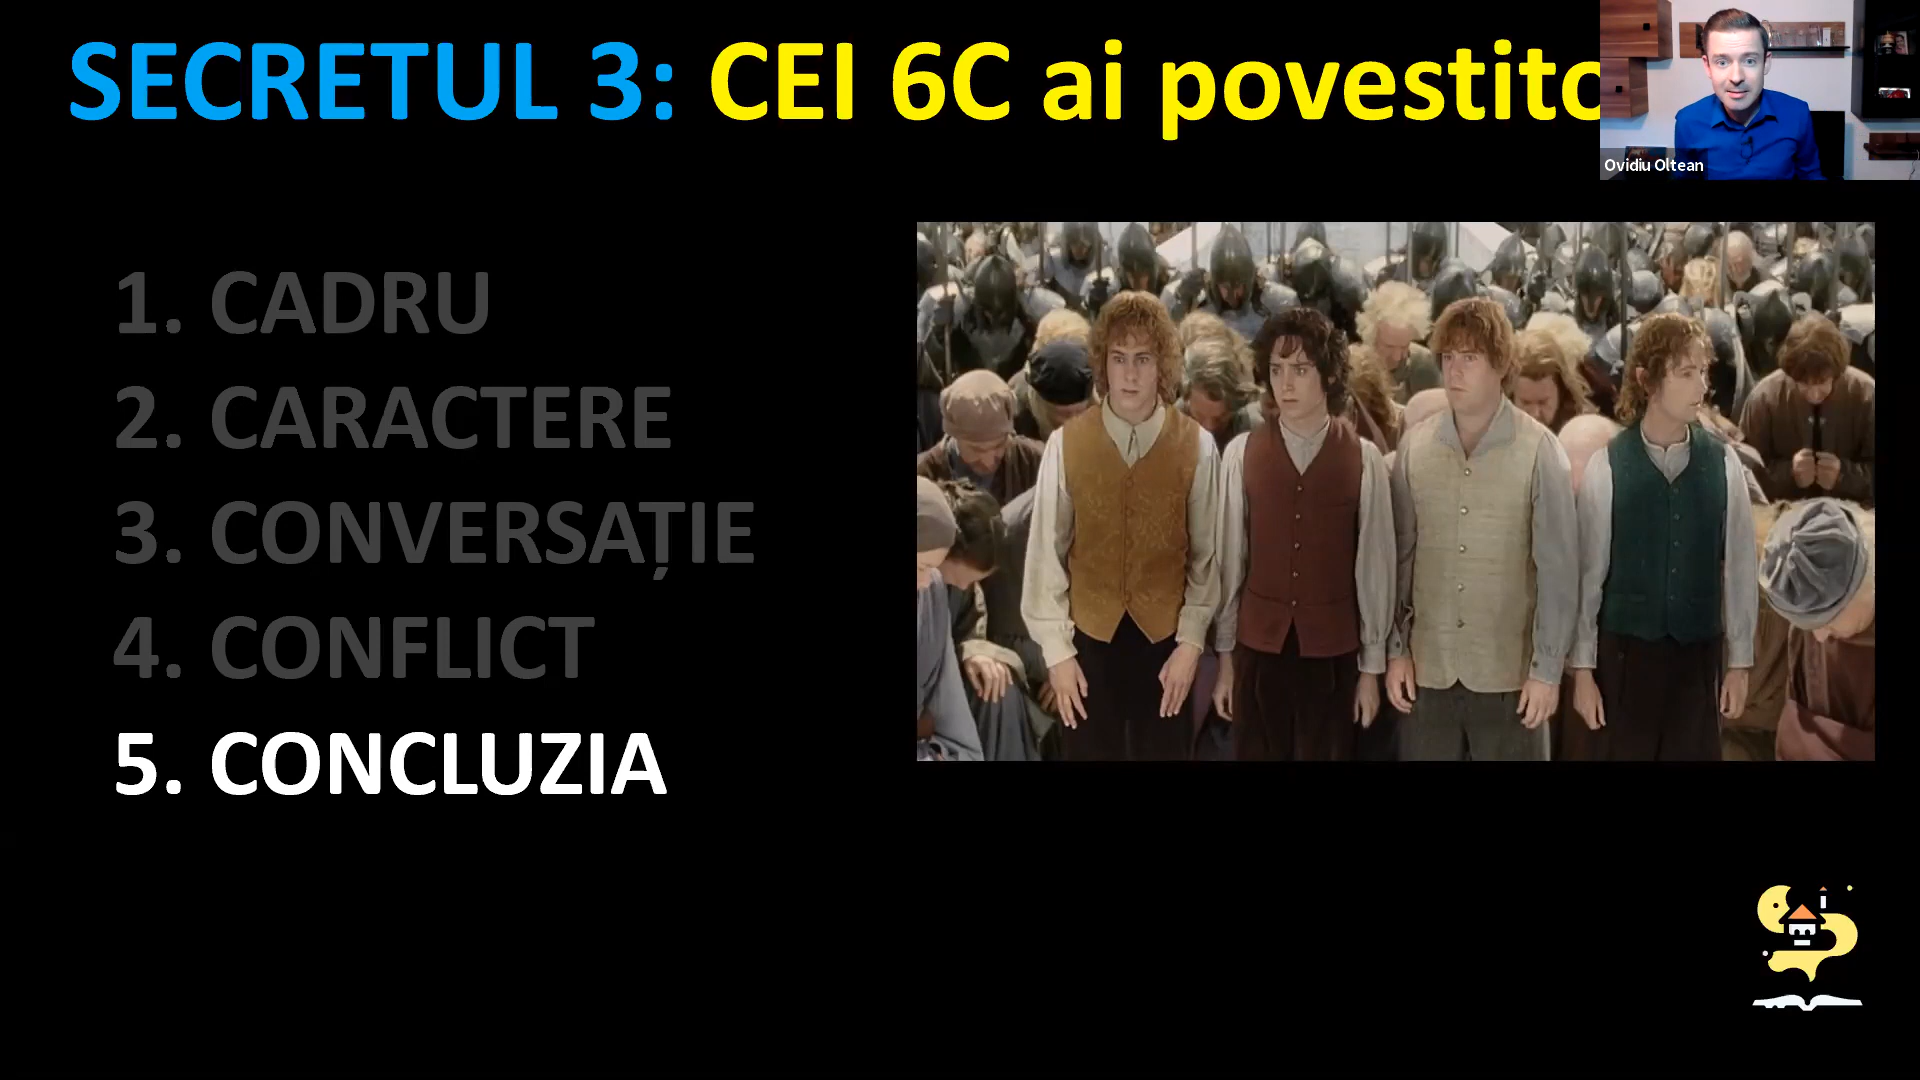 SECRETUL 3: CEI 6C ai povestito
Ovidiu Oltean
1. CADRU
2. CARACTERE
3. CONVERSAȚIE
4. CONFLICT
5. CONCLUZIA